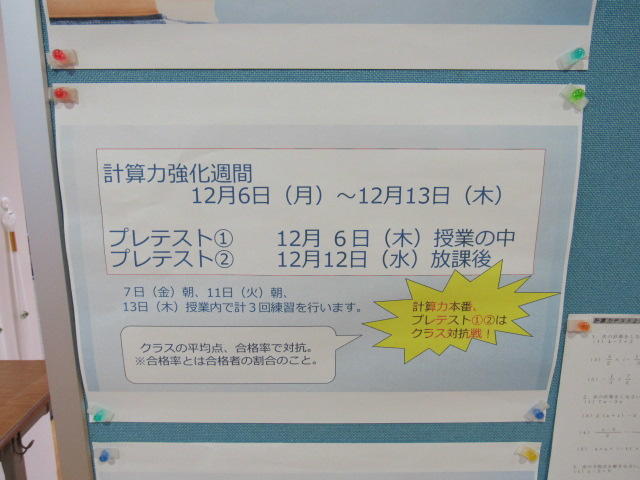 計算力強化週間
12月6日（月）～12月13日（木）
プレテスト① 12月 6日（木）授業の中
プレテスト② 12月12日（水）放課後
7日（金）朝、11日（火）朝、
13日（木）授業内で計3回練習を行います。
計算力本番、
プレテスト①②は
クラス対抗戦！
クラスの平均点、合格率で対抗。
※合格率とは合格者の割合のこと。